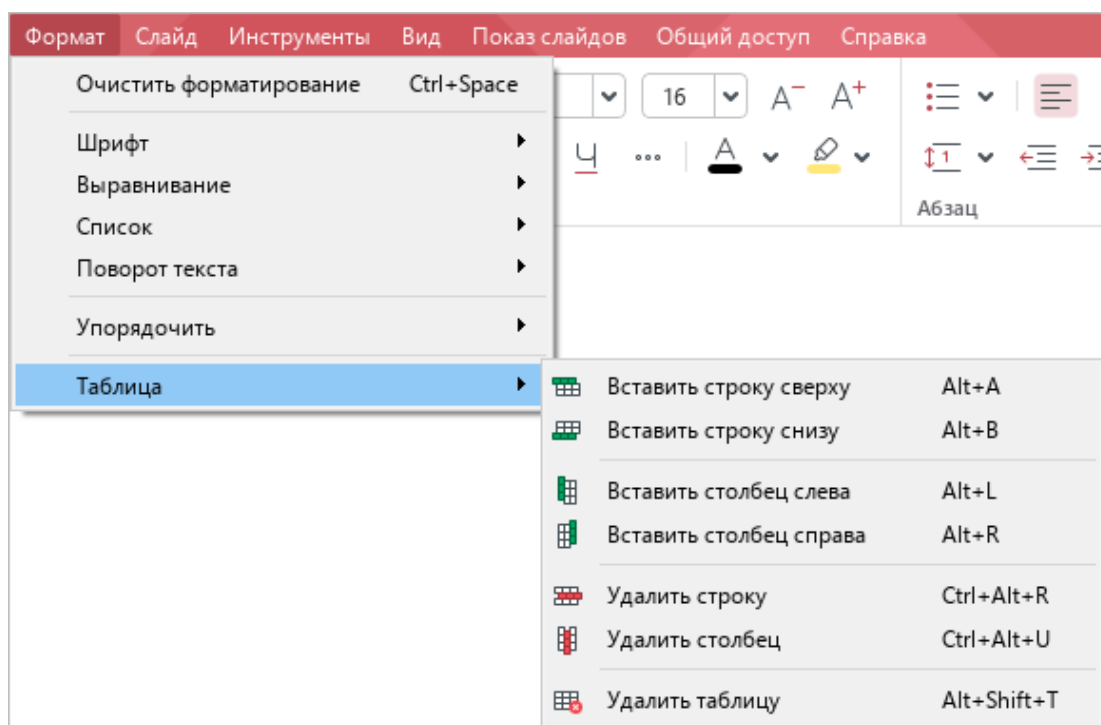 Формат Слайд Инструменты Вид Показ слайдов Общий доступ Справка
Очистить форматирование Ctrl+Space
16 A⁻ A⁺
Шрифт
Ч A 1
Выравнивание
Абзац
Список
Поворот текста
Упорядочить
Таблица
Вставить строку сверху Alt+A
Вставить строку снизу Alt+B
Вставить столбец слева Alt+L
Вставить столбец справа Alt+R
Удалить строку Ctrl+Alt+R
Удалить столбец Ctrl+Alt+U
Удалить таблицу Alt+Shift+T